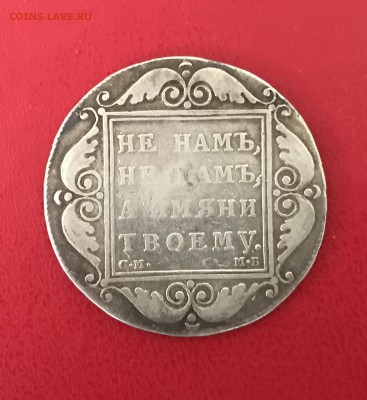 COINS.LAVE.RU
НЕ НАМЪ,
НЕ НАМЪ,
А ИМЯНИ
ТВОЕМУ.
С.М. М.Б